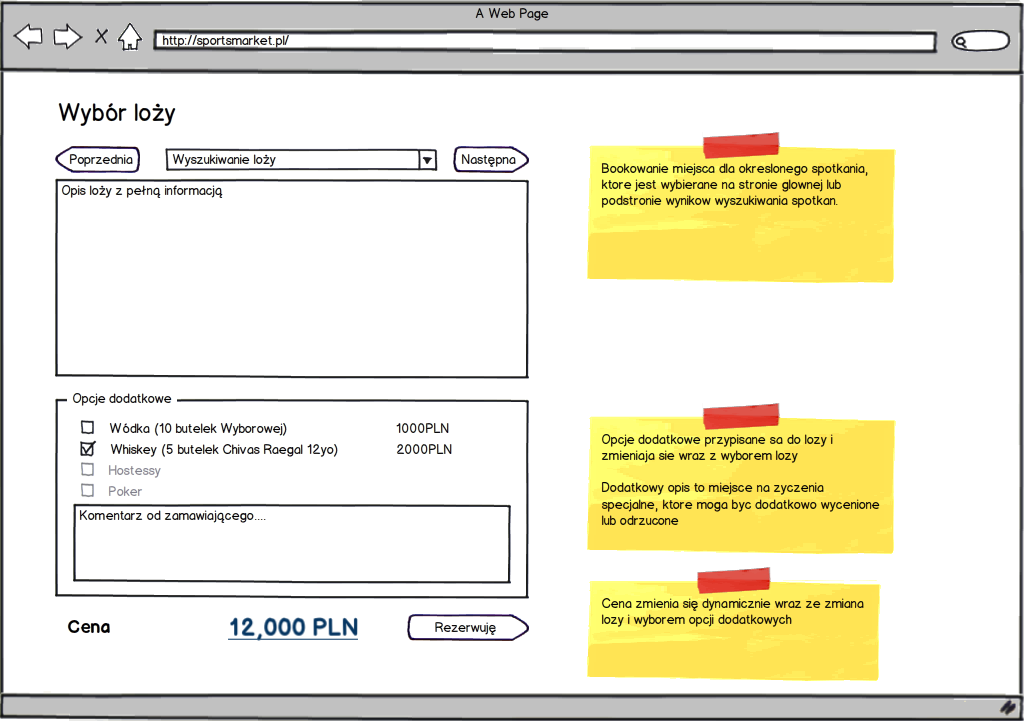 A Web Page
http://sportsmarket.pl/
Wybór loży
Poprzednia
Wyszukiwanie loży
Następna
Opis loży z pełną informacją
Bookowanie miejsca dla okreslonego spotkania,
ktore jest wybierane na stronie glownej lub
podstronie wynikow wyszukiwania spotkan.
Opcje dodatkowe
Wódka (10 butelek Wyborowej) 1000PLN
Whiskey (5 butelek Chivas Raegal 12yo) 2000PLN
Hostessy
Poker
Komentarz od zamawiającego....
Opcje dodatkowe przypisane sa do lozy i
zmieniaja sie wraz z wyborem lozy
Dodatkowy opis to miejsce na zyczenia
specjalne, ktore moga byc dodatkowo wycenione
lub odrzucone
Cena 12,000 PLN
Rezerwuję
Cena zmienia się dynamicznie wraz ze zmiana
lozy i wyborem opcji dodatkowych